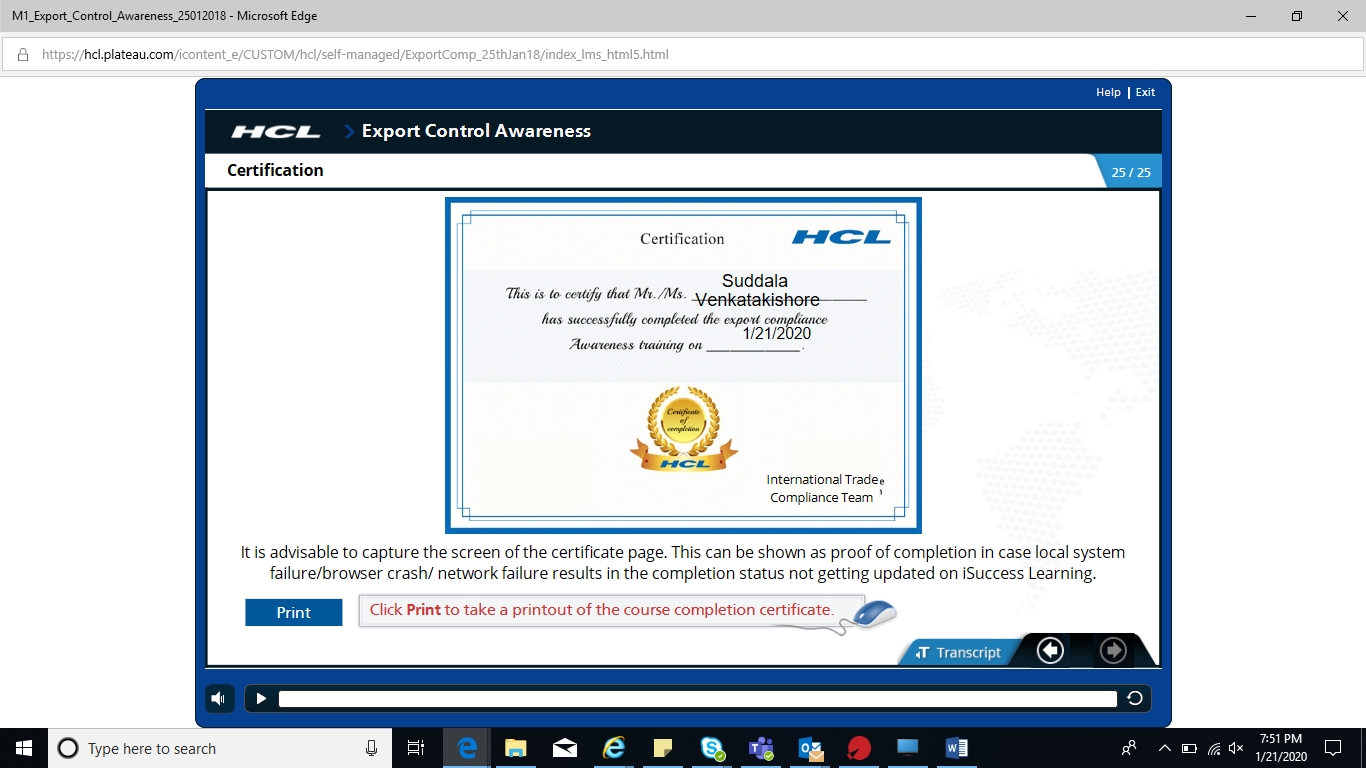 M1_Export_Control_Awareness_25012018 - Microsoft Edge
https://hcl.plateau.com/icontent_e/CUSTOM/hcl/self-managed/ExportComp_25thJan18/index_lms_html5.html
Help | Exit
HCL > Export Control Awareness
Certification
25 / 25
Certification HCL
Suddala
This is to certify that Mr./Ms. Venkatakishore
has successfully completed the export compliance
1/21/2020
Awareness training on ____________.
Certificate
of
completion
HCL
International Trade
Compliance Team
It is advisable to capture the screen of the certificate page. This can be shown as proof of completion in case local system
failure/browser crash/ network failure results in the completion status not getting updated on iSuccess Learning.
Print
Click Print to take a printout of the course completion certificate.
Transcript
Type here to search
7:51 PM
1/21/2020